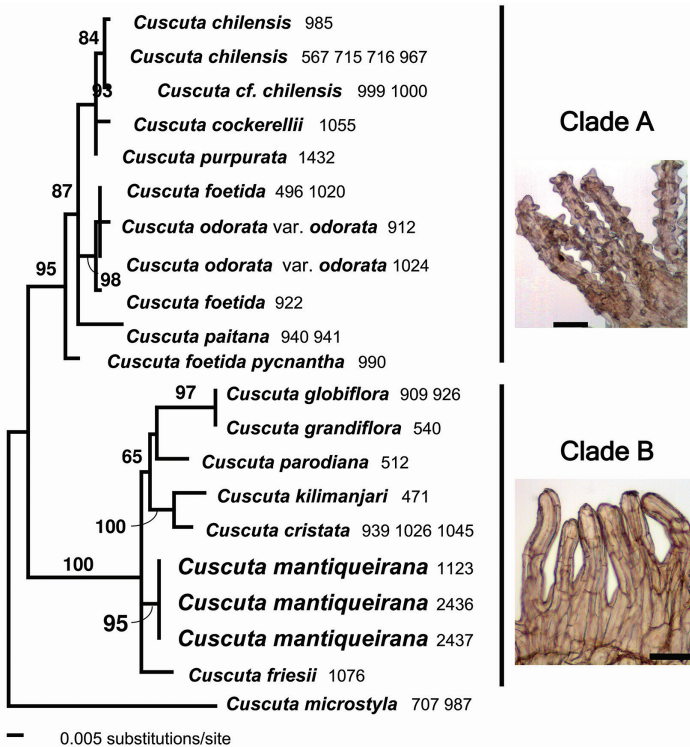 Cuscuta chilensis 985
84
Cuscuta chilensis 567 715 716 967
93
Cuscuta cf. chilensis 999 1000
Clade A
Cuscuta cockerellii 1055
Cuscuta purpurata 1432
87
Cuscuta foetida 496 1020
Cuscuta odorata var. odorata 912
95
Cuscuta odorata var. odorata 1024
98
Cuscuta foetida 922
Cuscuta paitana 940 941
Cuscuta foetida pycnantha 990
97
Cuscuta globiflora 909 926
Cuscuta grandiflora 540
Clade B
65
Cuscuta parodiana 512
Cuscuta kilimanjari 471
100
Cuscuta cristata 939 1026 1045
100
Cuscuta mantiqueirana 1123
Cuscuta mantiqueirana 2436
95
Cuscuta mantiqueirana 2437
Cuscuta friesii 1076
Cuscuta microstyla 707 987
0.005 substitutions/site